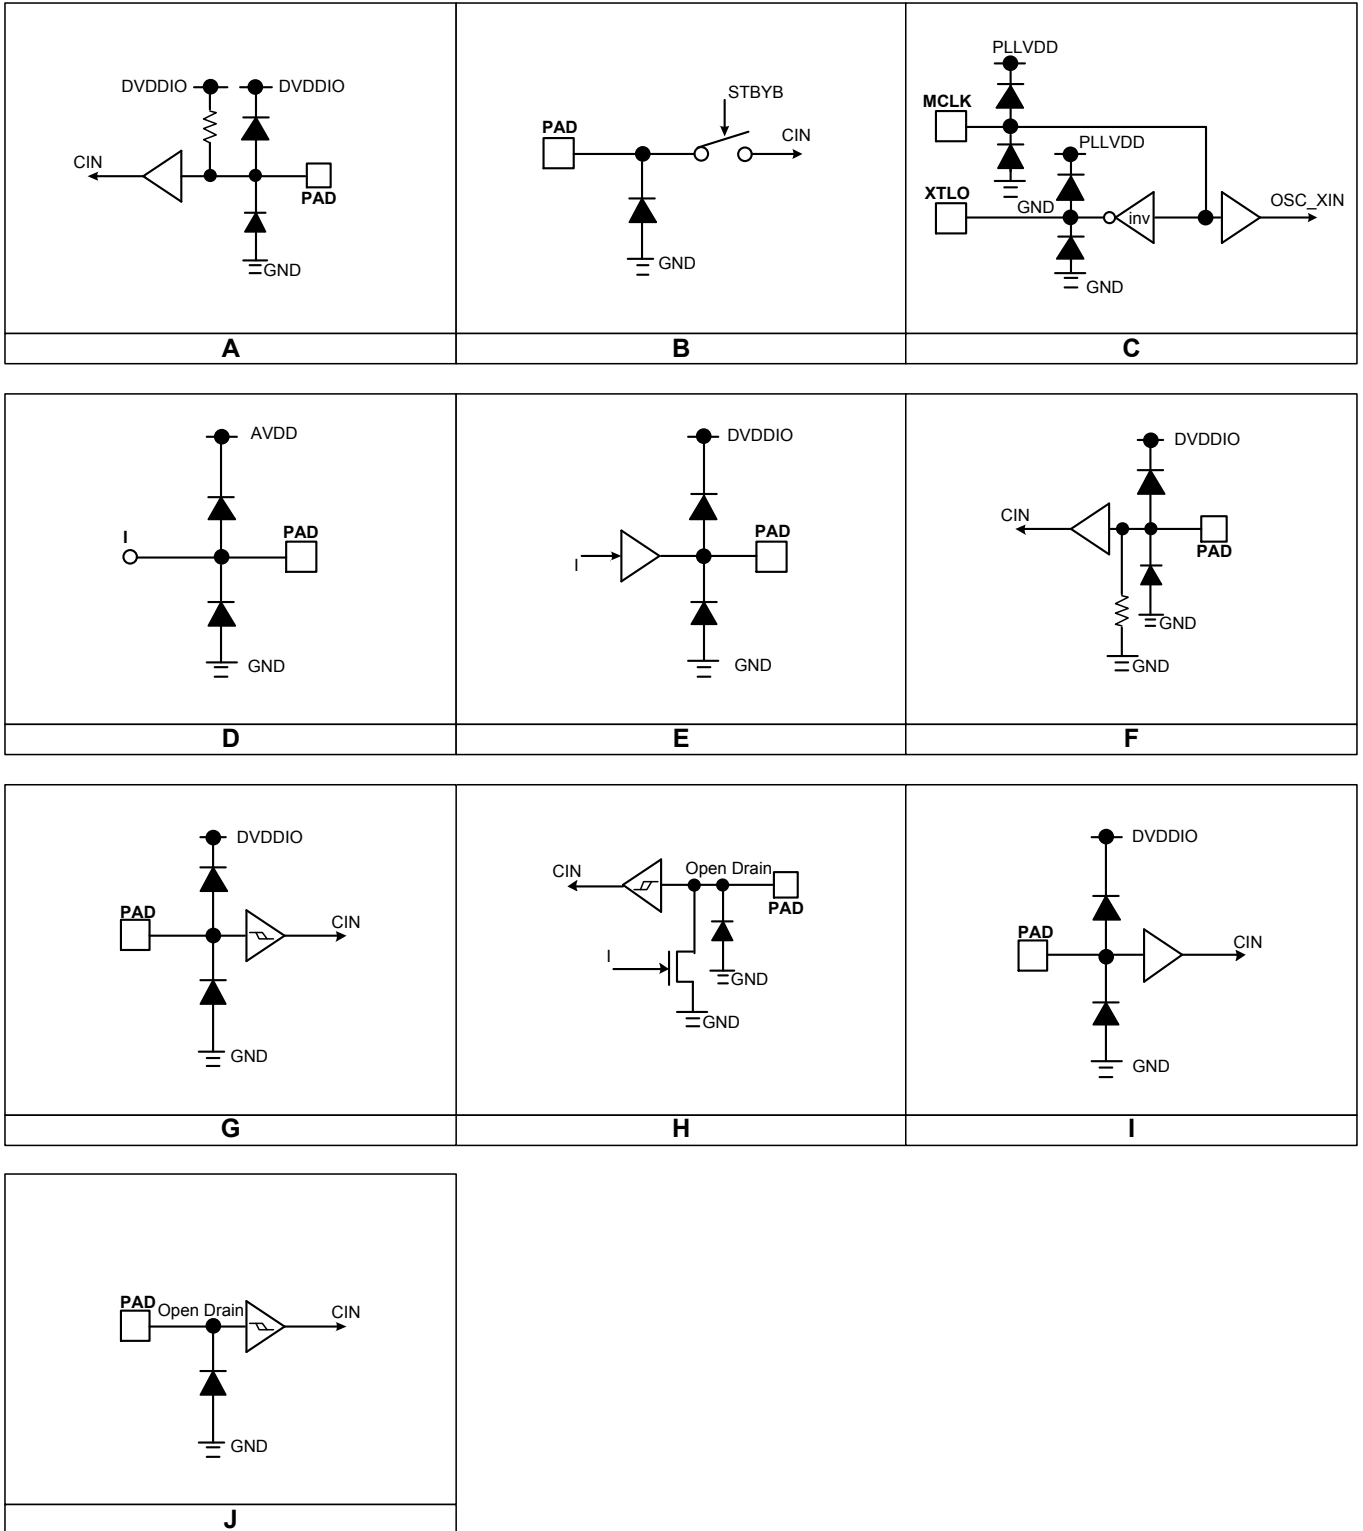 DVDDIO
DVDDIO
CIN
PAD
GND
A
STBYB
PAD
CIN
GND
B
PLLVDD
MCLK
PLLVDD
XTLO
GND
inv
OSC_XIN
GND
C
AVDD
I
PAD
GND
D
DVDDIO
PAD
I
GND
E
DVDDIO
CIN
PAD
GND
GND
F
DVDDIO
PAD
CIN
GND
G
CIN
Open Drain
PAD
I
GND
GND
H
DVDDIO
PAD
CIN
GND
I
PAD
Open Drain
CIN
GND
J